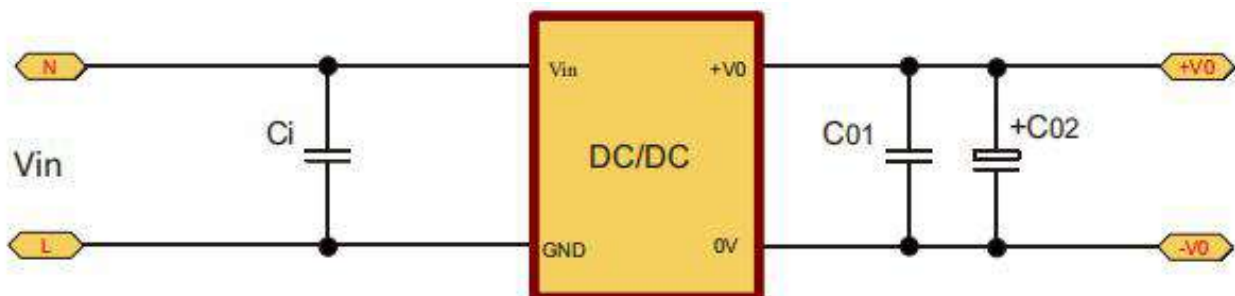 N
Vin
+V0
+V0
Ci
C01
+C02
Vin
DC/DC
L
GND
0V
-V0